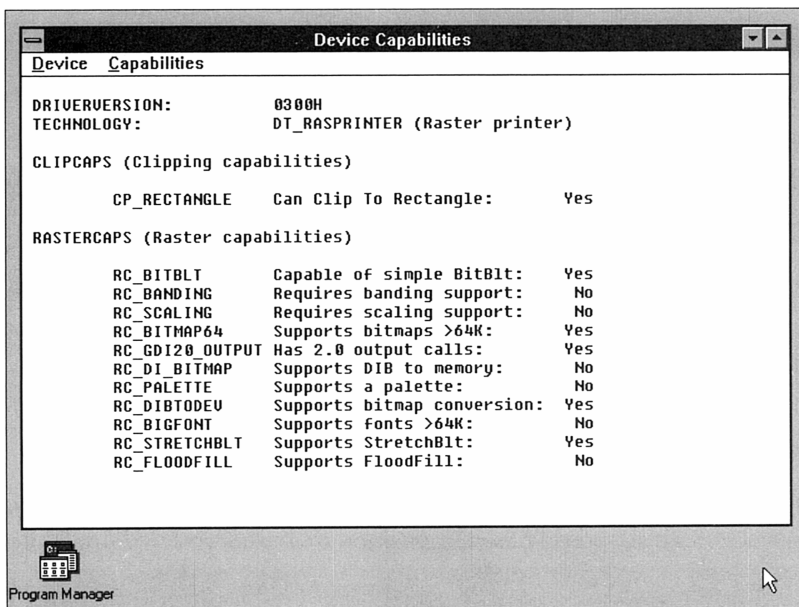 Device Capabilities
Device Capabilities
DRIVERVERSION: 0300H
TECHNOLOGY: DT_RASPRINTER (Raster printer)
CLIPCAPS (Clipping capabilities)
CP_RECTANGLE Can Clip To Rectangle: Yes
RASTERCAPS (Raster capabilities)
RC_BITBLT Capable of simple BitBlt: Yes
RC_BANDING Requires banding support: No
RC_SCALING Requires scaling support: No
RC_BITMAP64 Supports bitmaps >64K: Yes
RC_GDI20_OUTPUT Has 2.0 output calls: Yes
RC_DI_BITMAP Supports DIB to memory: No
RC_PALETTE Supports a palette: No
RC_DIBTODEV Supports bitmap conversion: Yes
RC_BIGFONT Supports fonts >64K: No
RC_STRETCHBLT Supports StretchBlt: Yes
RC_FLOODFILL Supports FloodFill: No
Program Manager